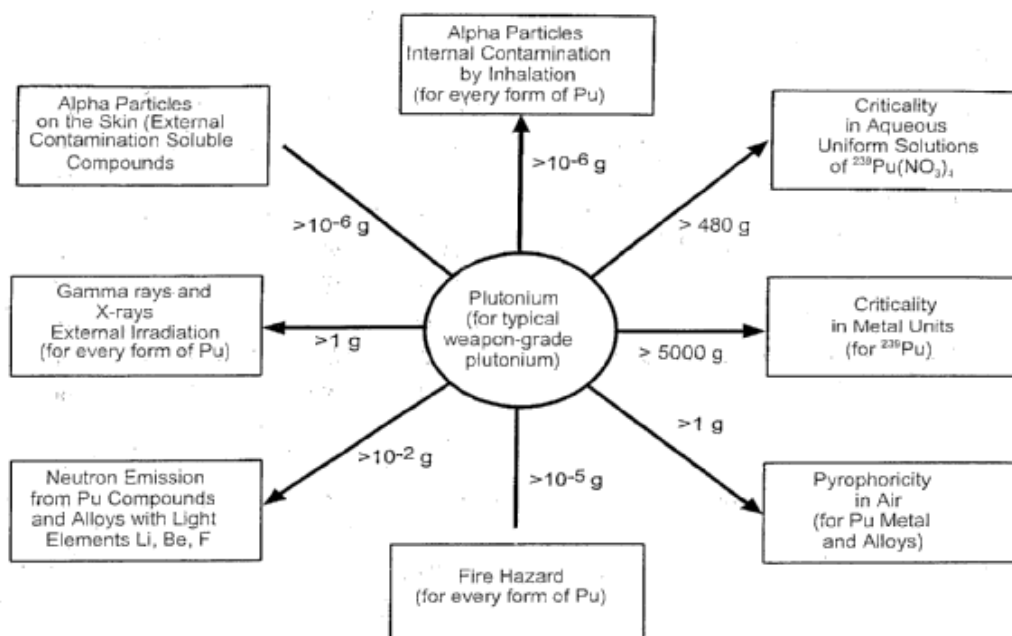 Alpha Particles
Internal Contamination
by Inhalation
(for every form of Pu)
Alpha Particles
on the Skin (External
Contamination Soluble
Compounds
Criticality
in Aqueous
Uniform Solutions
of ²³⁹Pu(NO₃)₄
>10⁻⁶ g
>10⁻⁶ g
> 480 g
Gamma rays and
X-rays
External Irradiation
(for every form of Pu)
>1 g
Plutonium
(for typical
weapon-grade
plutonium)
> 5000 g
Criticality
in Metal Units
(for ²³⁹Pu)
>10⁻² g
>10⁻⁵ g
>1 g
Neutron Emission
from Pu Compounds
and Alloys with Light
Elements Li, Be, F
Fire Hazard
(for every form of Pu)
Pyrophoricity
in Air
(for Pu Metal
and Alloys)